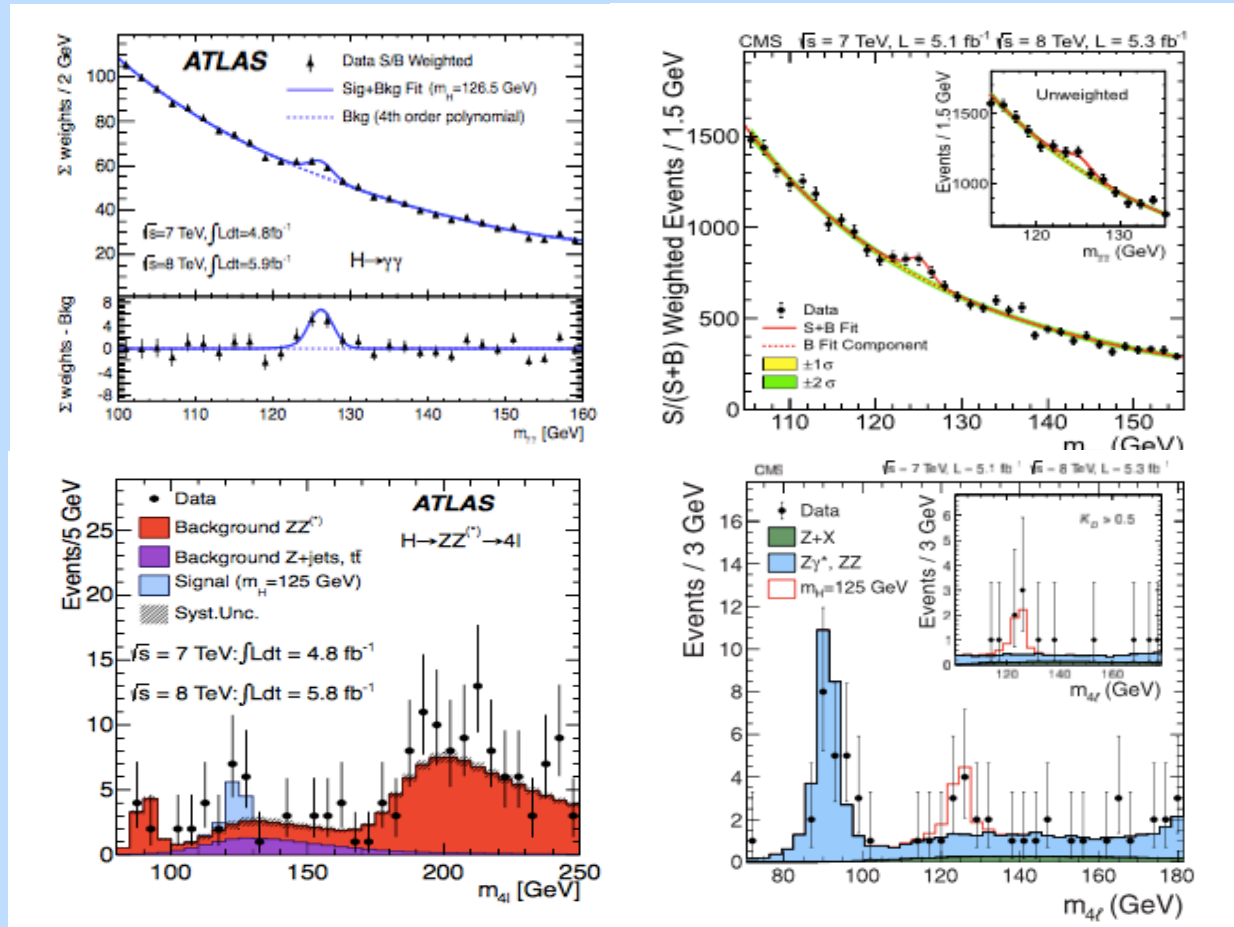 ATLAS
Data S/B Weighted
Sig+Bkg Fit (m_H=126.5 GeV)
Bkg (4th order polynomial)
Σ weights / 2 GeV
100
80
60
40
20
√s=7 TeV, ∫Ldt=4.8fb⁻¹
√s=8 TeV, ∫Ldt=5.9fb⁻¹
H→γγ
Σ weights - Bkg
8
4
0
-4
-8
100 110 120 130 140 150 160
m_γγ [GeV]
CMS √s = 7 TeV, L = 5.1 fb⁻¹ √s = 8 TeV, L = 5.3 fb⁻¹
S/(S+B) Weighted Events / 1.5 GeV
1500
1000
500
0
Unweighted
Events / 1.5 GeV
1500
1000
120 130
m_γγ (GeV)
Data
S+B Fit
B Fit Component
±1 σ
±2 σ
110 120 130 140 150
m (GeV)
Events/5 GeV
25
20
15
10
5
0
Data
Background ZZ(*)
Background Z+jets, tt̄
Signal (m_H=125 GeV)
Syst.Unc.
ATLAS
H→ZZ(*)→4l
√s = 7 TeV:∫Ldt = 4.8 fb⁻¹
√s = 8 TeV:∫Ldt = 5.8 fb⁻¹
100 150 200 250
m_4l [GeV]
CMS √s = 7 TeV, L = 5.1 fb⁻¹ √s = 8 TeV, L = 5.3 fb⁻¹
Events / 3 GeV
16
14
12
10
8
6
4
2
0
Data
Z+X
Zγ*, ZZ
m_H=125 GeV
K_D > 0.5
Events / 3 GeV
6
5
4
3
2
1
0
120 140 160
m_4ℓ (GeV)
80 100 120 140 160 180
m_4ℓ (GeV)